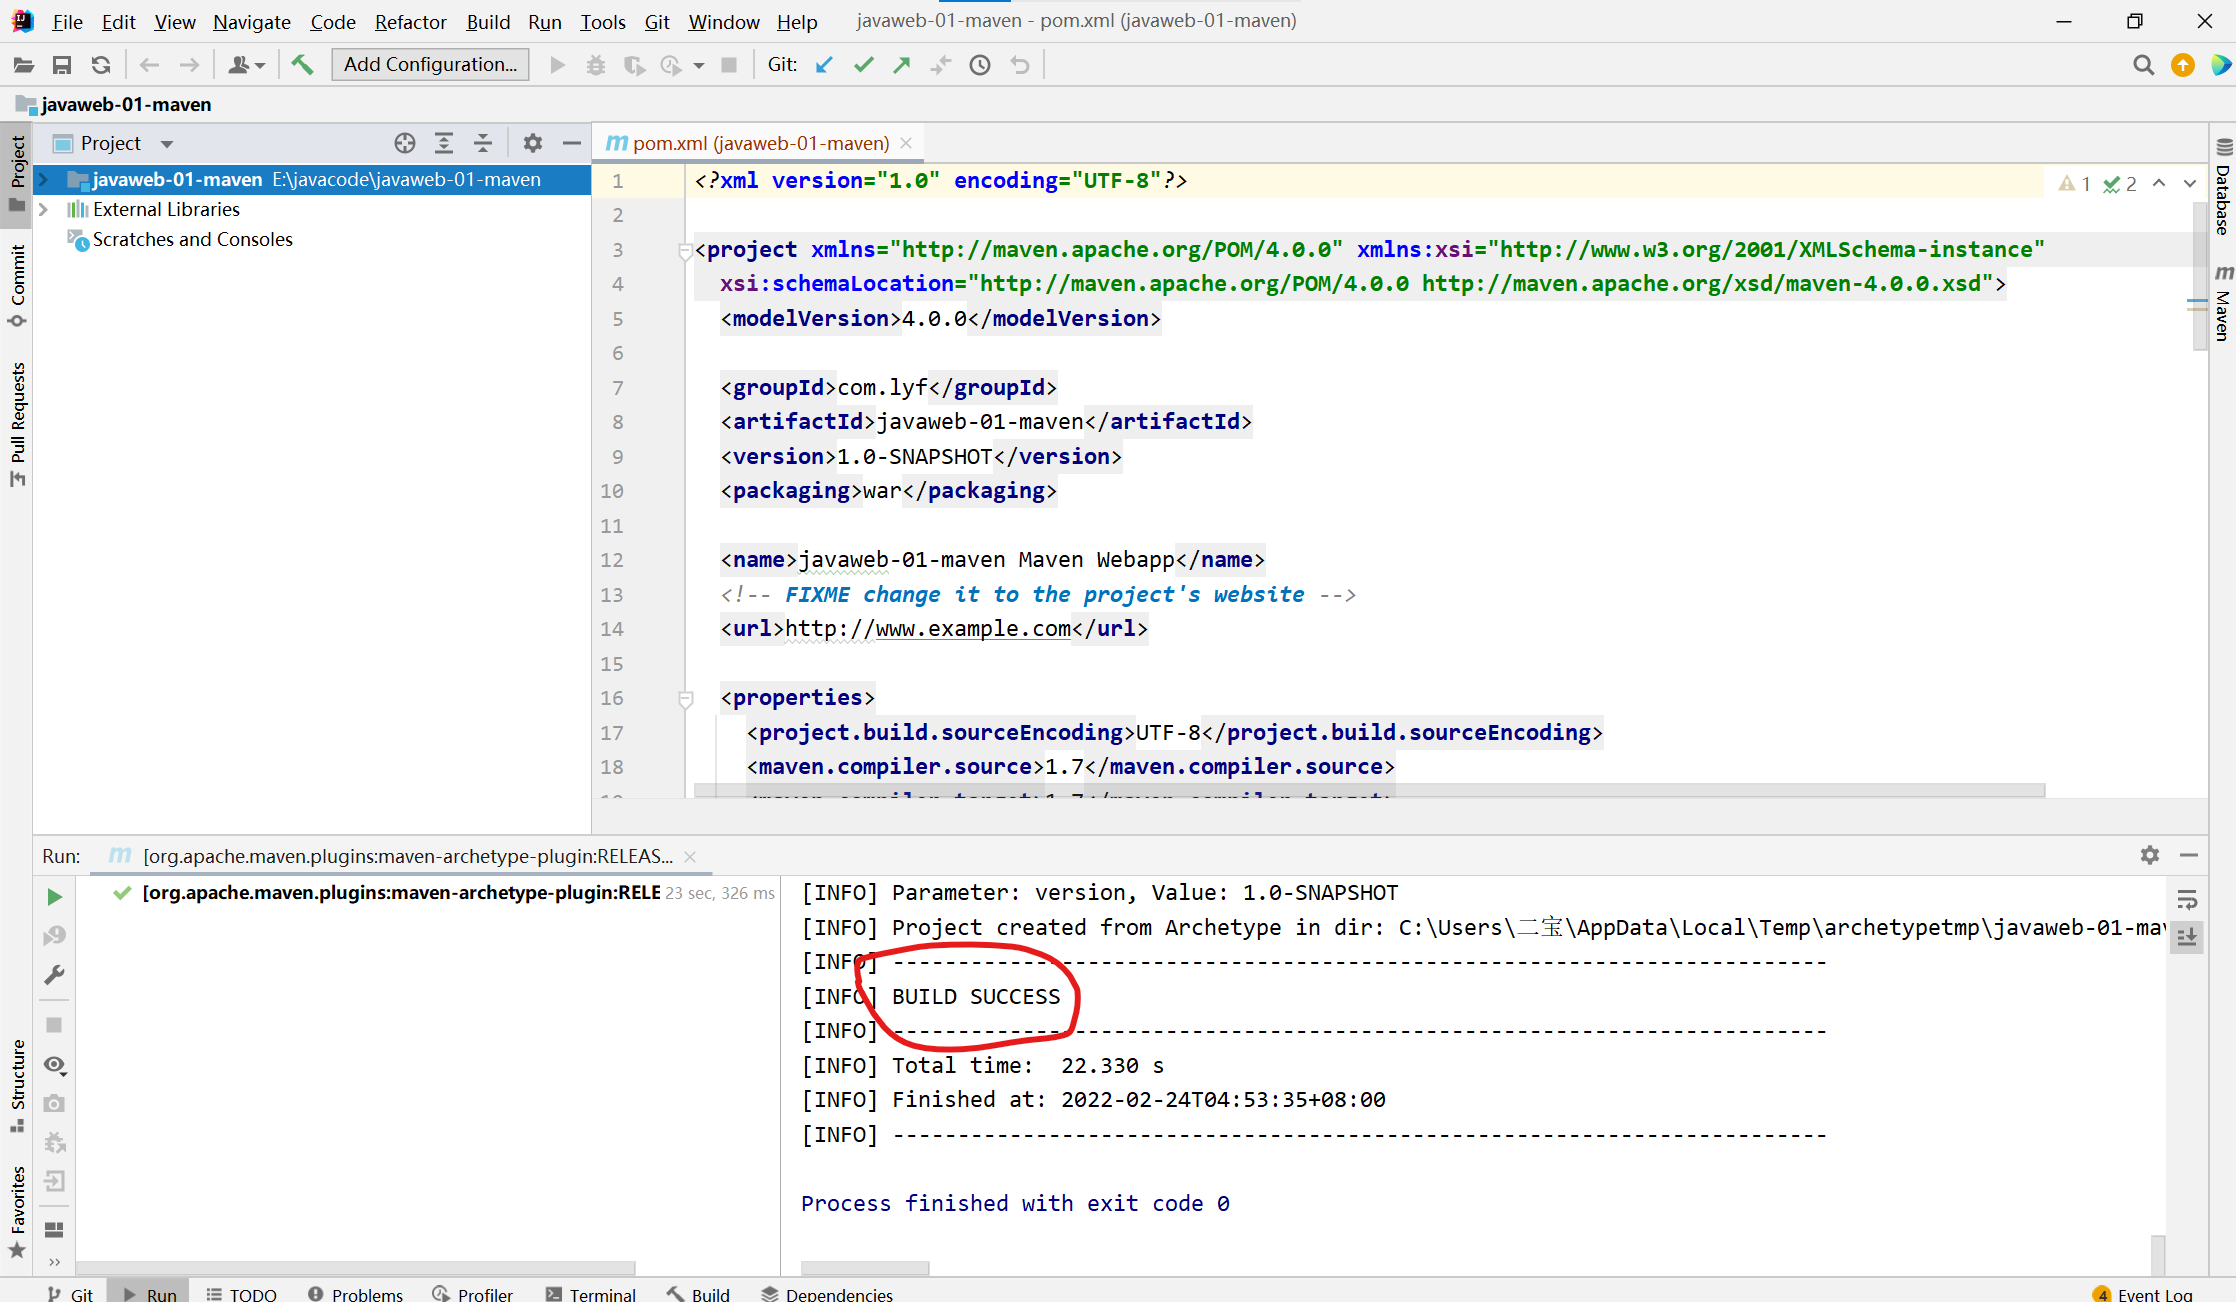 File Edit View Navigate Code Refactor Build Run Tools Git Window Help javaweb-01-maven - pom.xml (javaweb-01-maven)
Add Configuration... Git:
javaweb-01-maven
Project
pom.xml (javaweb-01-maven)
javaweb-01-maven E:\javacode\javaweb-01-maven
External Libraries
Scratches and Consoles
Project
Commit
Pull Requests
Structure
Favorites
1 <?xml version="1.0" encoding="UTF-8"?>
2
3 <project xmlns="http://maven.apache.org/POM/4.0.0" xmlns:xsi="http://www.w3.org/2001/XMLSchema-instance"
4 xsi:schemaLocation="http://maven.apache.org/POM/4.0.0 http://maven.apache.org/xsd/maven-4.0.0.xsd">
5 <modelVersion>4.0.0</modelVersion>
6
7 <groupId>com.lyf</groupId>
8 <artifactId>javaweb-01-maven</artifactId>
9 <version>1.0-SNAPSHOT</version>
10 <packaging>war</packaging>
11
12 <name>javaweb-01-maven Maven Webapp</name>
13 <!-- FIXME change it to the project's website -->
14 <url>http://www.example.com</url>
15
16 <properties>
17 <project.build.sourceEncoding>UTF-8</project.build.sourceEncoding>
18 <maven.compiler.source>1.7</maven.compiler.source>
1 2
Database
m Maven
Run: [org.apache.maven.plugins:maven-archetype-plugin:RELEAS...
[org.apache.maven.plugins:maven-archetype-plugin:RELE 23 sec, 326 ms
[INFO] Parameter: version, Value: 1.0-SNAPSHOT
[INFO] Project created from Archetype in dir: C:\Users\二宝\AppData\Local\Temp\archetypetmp\javaweb-01-mav
[INFO] ------------------------------------------------------------------------
[INFO] BUILD SUCCESS
[INFO] ------------------------------------------------------------------------
[INFO] Total time:  22.330 s
[INFO] Finished at: 2022-02-24T04:53:35+08:00
[INFO] ------------------------------------------------------------------------
Process finished with exit code 0
Git Run TODO Problems Profiler Terminal Build Dependencies 4 Event Log